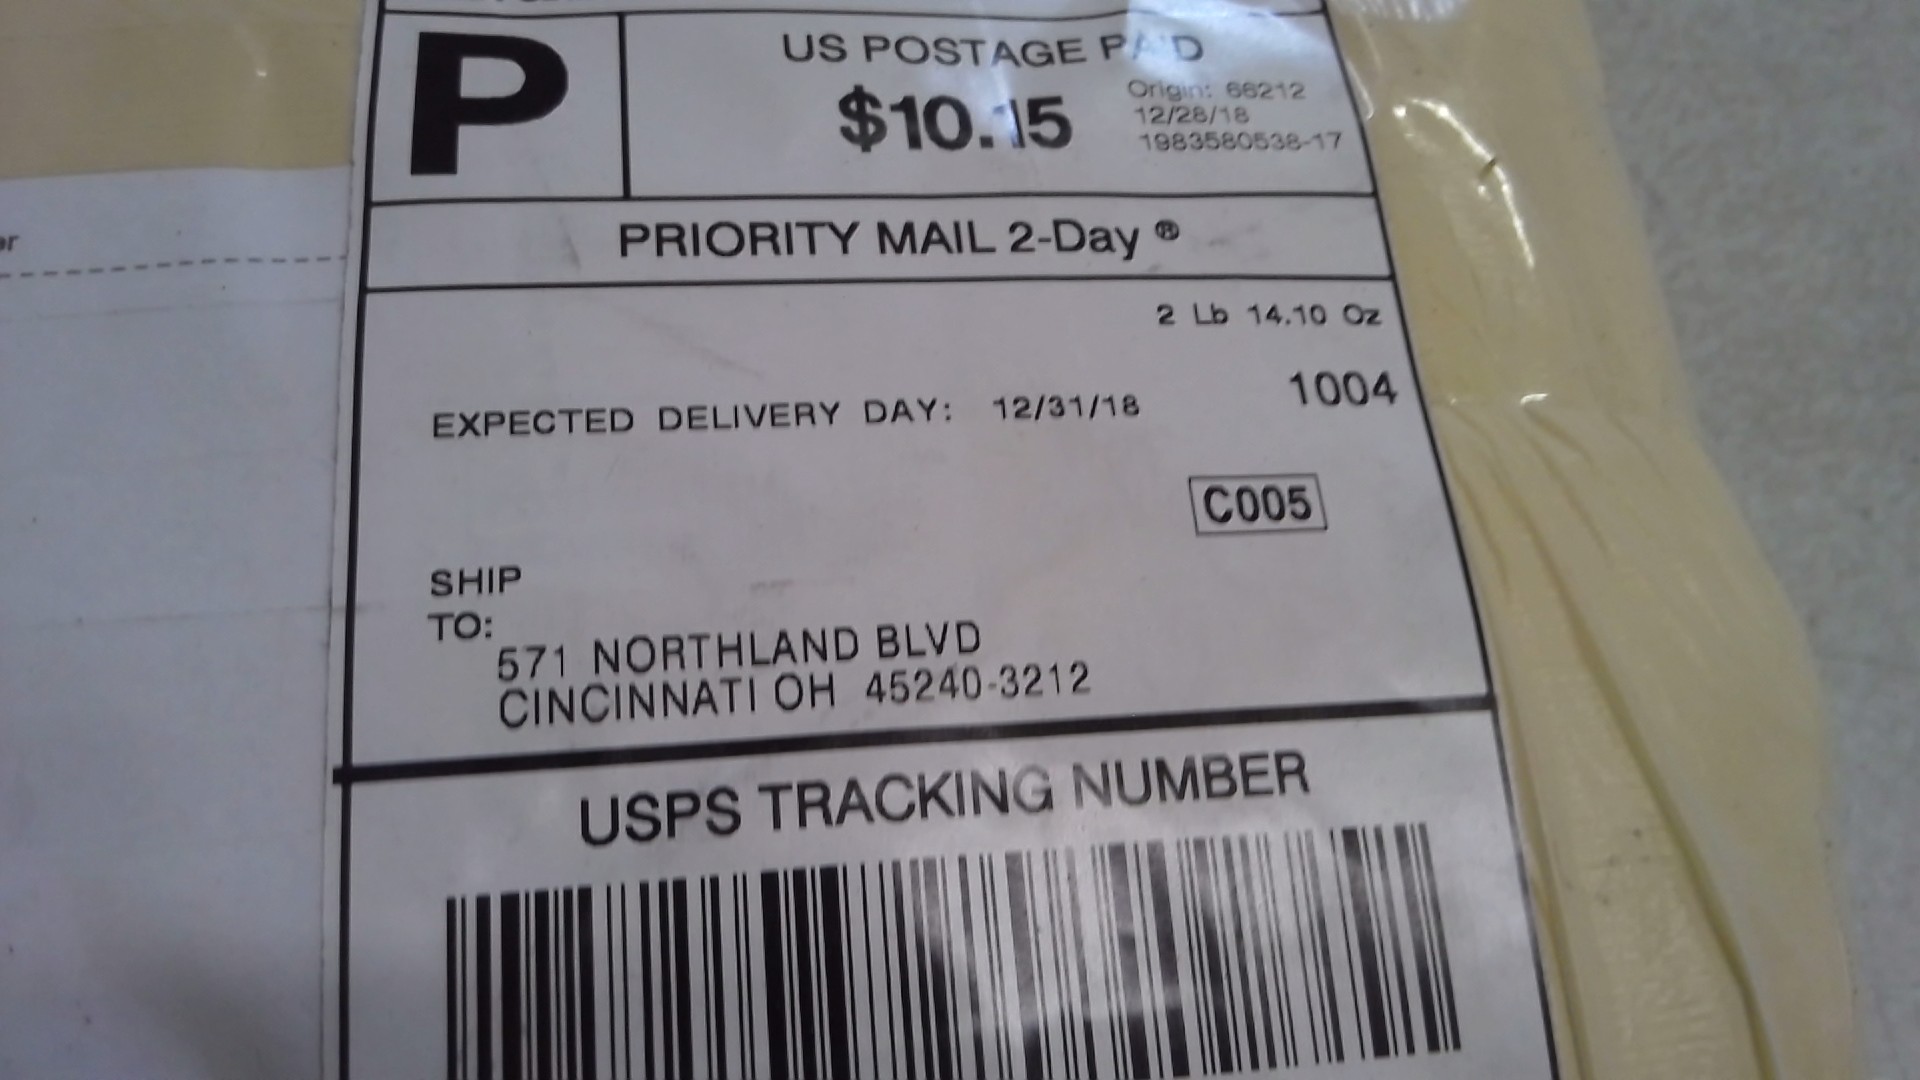 P
US POSTAGE PAID
$10.15
Origin: 66212
12/28/18
1983580538-17
PRIORITY MAIL 2-Day ®
2 Lb 14.10 Oz
1004
EXPECTED DELIVERY DAY: 12/31/18
C005
SHIP
TO:
571 NORTHLAND BLVD
CINCINNATI OH 45240-3212
USPS TRACKING NUMBER